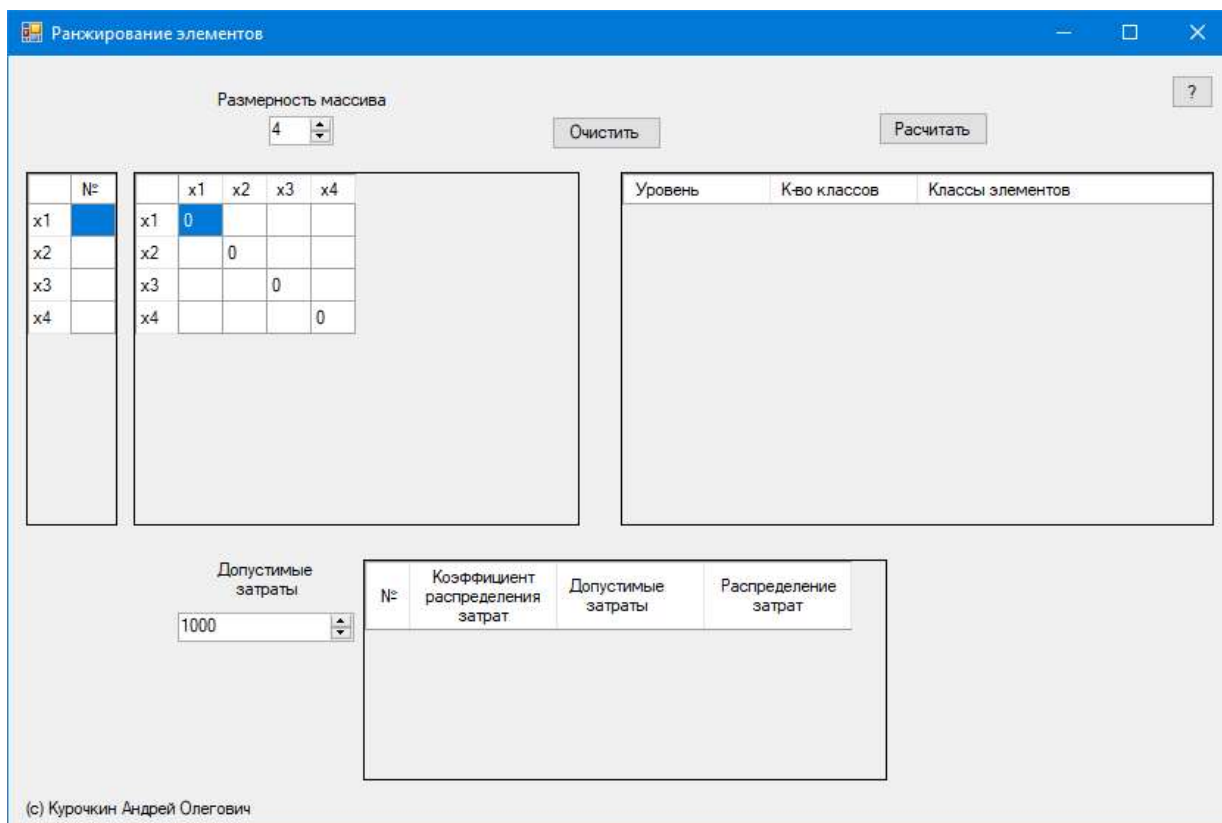 Ранжирование элементов
?
Размерность массива
4
Очистить
Расчитать
№
x1 x2 x3 x4
Уровень К-во классов Классы элементов
x1 x1 0
x2 x2 0
x3 x3 0
x4 x4 0
Допустимые
затраты
1000
№
Коэффициент
распределения
затрат
Допустимые
затраты
Распределение
затрат
(с) Курочкин Андрей Олегович